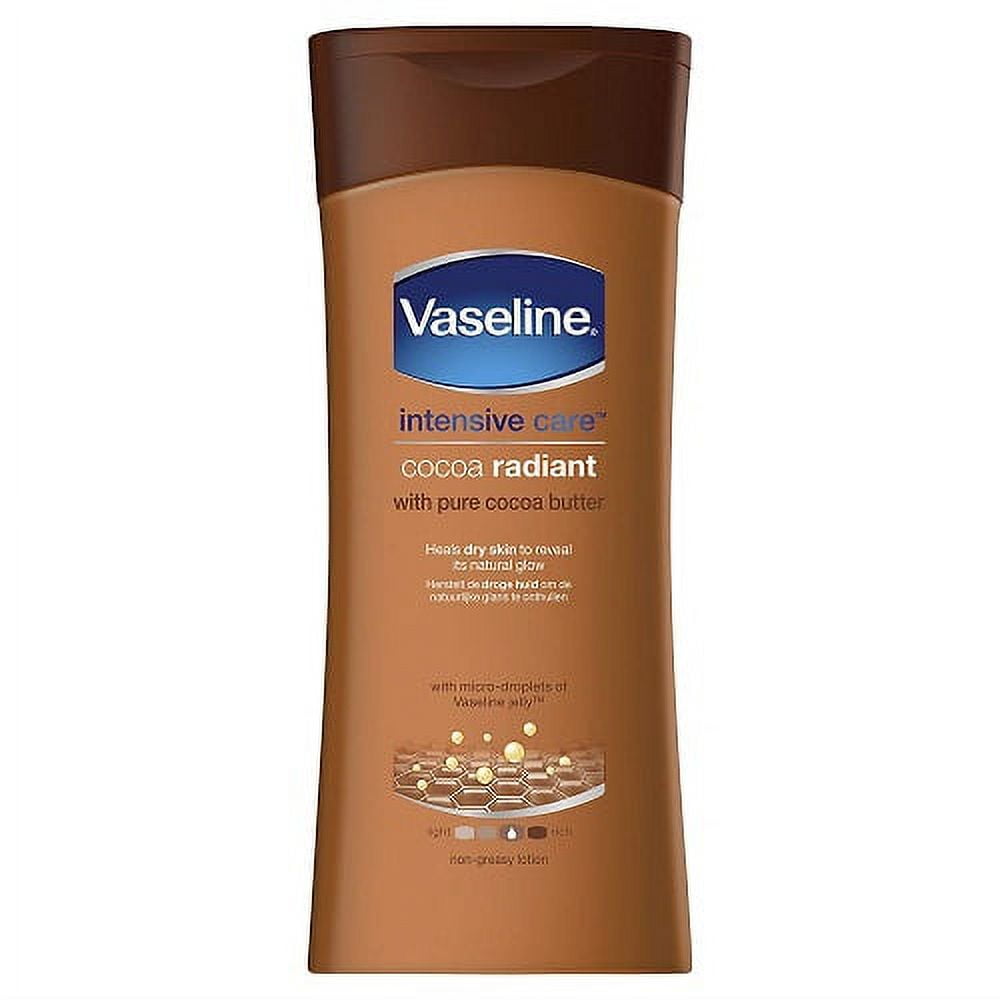 Vaseline®
intensive care™
cocoa radiant
with pure cocoa butter
Heals dry skin to reveal
its natural glow
Herstelt de droge huid om de
natuurlijke glans te onthullen
with micro-droplets of
Vaseline jelly™
light rich
non-greasy lotion